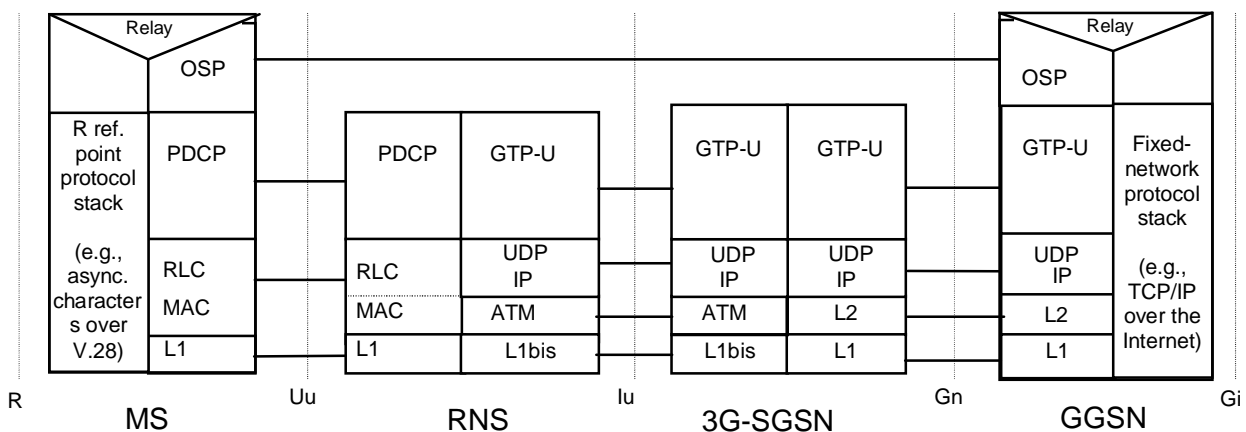 Relay
Relay
OSP
OSP
R ref.
point
protocol
stack
(e.g.,
async.
character
s over
V.28)
PDCP
RLC
MAC
L1
PDCP
GTP-U
RLC
UDP
IP
MAC
ATM
L1
L1bis
GTP-U
GTP-U
UDP
IP
UDP
IP
ATM
L2
L1bis
L1
GTP-U
UDP
IP
L2
L1
Fixed-
network
protocol
stack
(e.g.,
TCP/IP
over the
Internet)
R
MS
Uu
RNS
Iu
3G-SGSN
Gn
GGSN
Gi